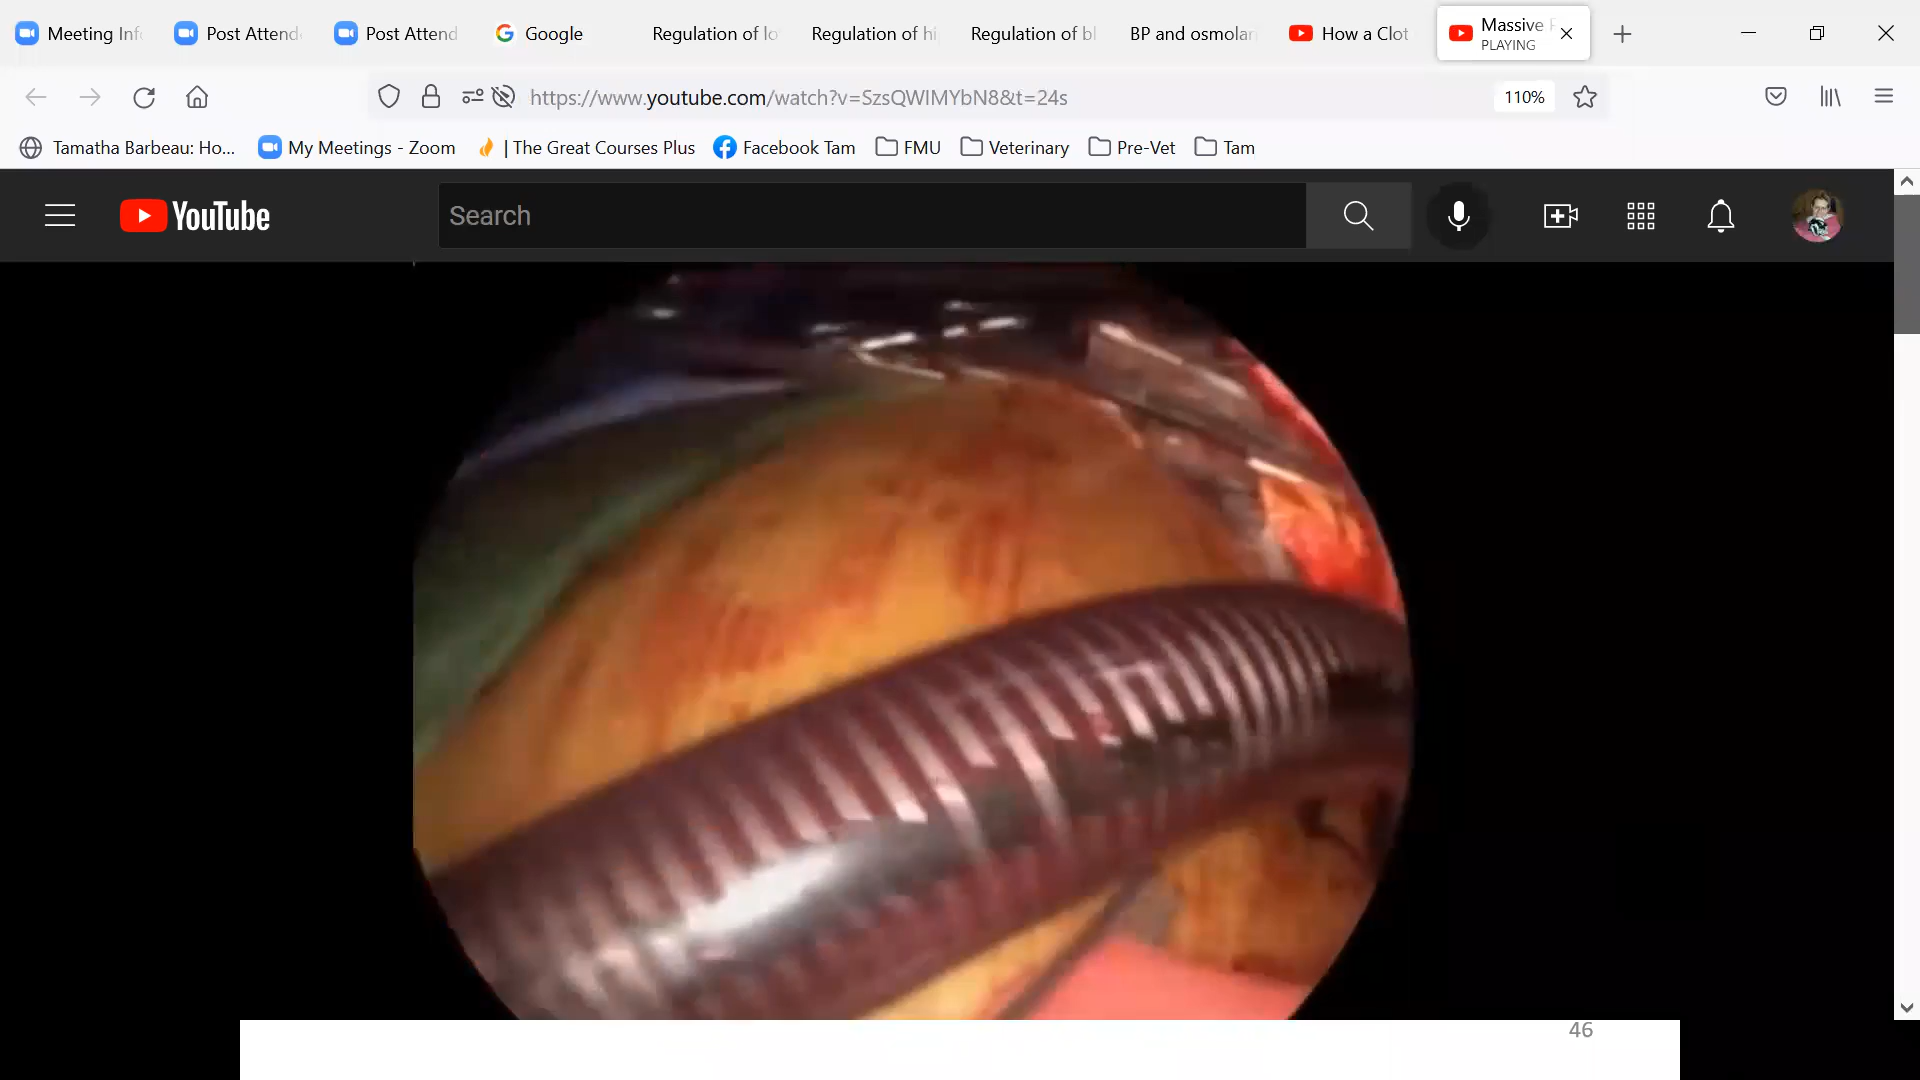 Meeting Inf
Post Attend
Post Attend
Google
Regulation of lo
Regulation of hi
Regulation of bl
BP and osmolar
How a Clot
Massive
PLAYING
https://www.youtube.com/watch?v=SzsQWIMYbN8&t=24s
110%
Tamatha Barbeau: Ho...
My Meetings - Zoom
| The Great Courses Plus
Facebook Tam
FMU
Veterinary
Pre-Vet
Tam
YouTube
Search
46